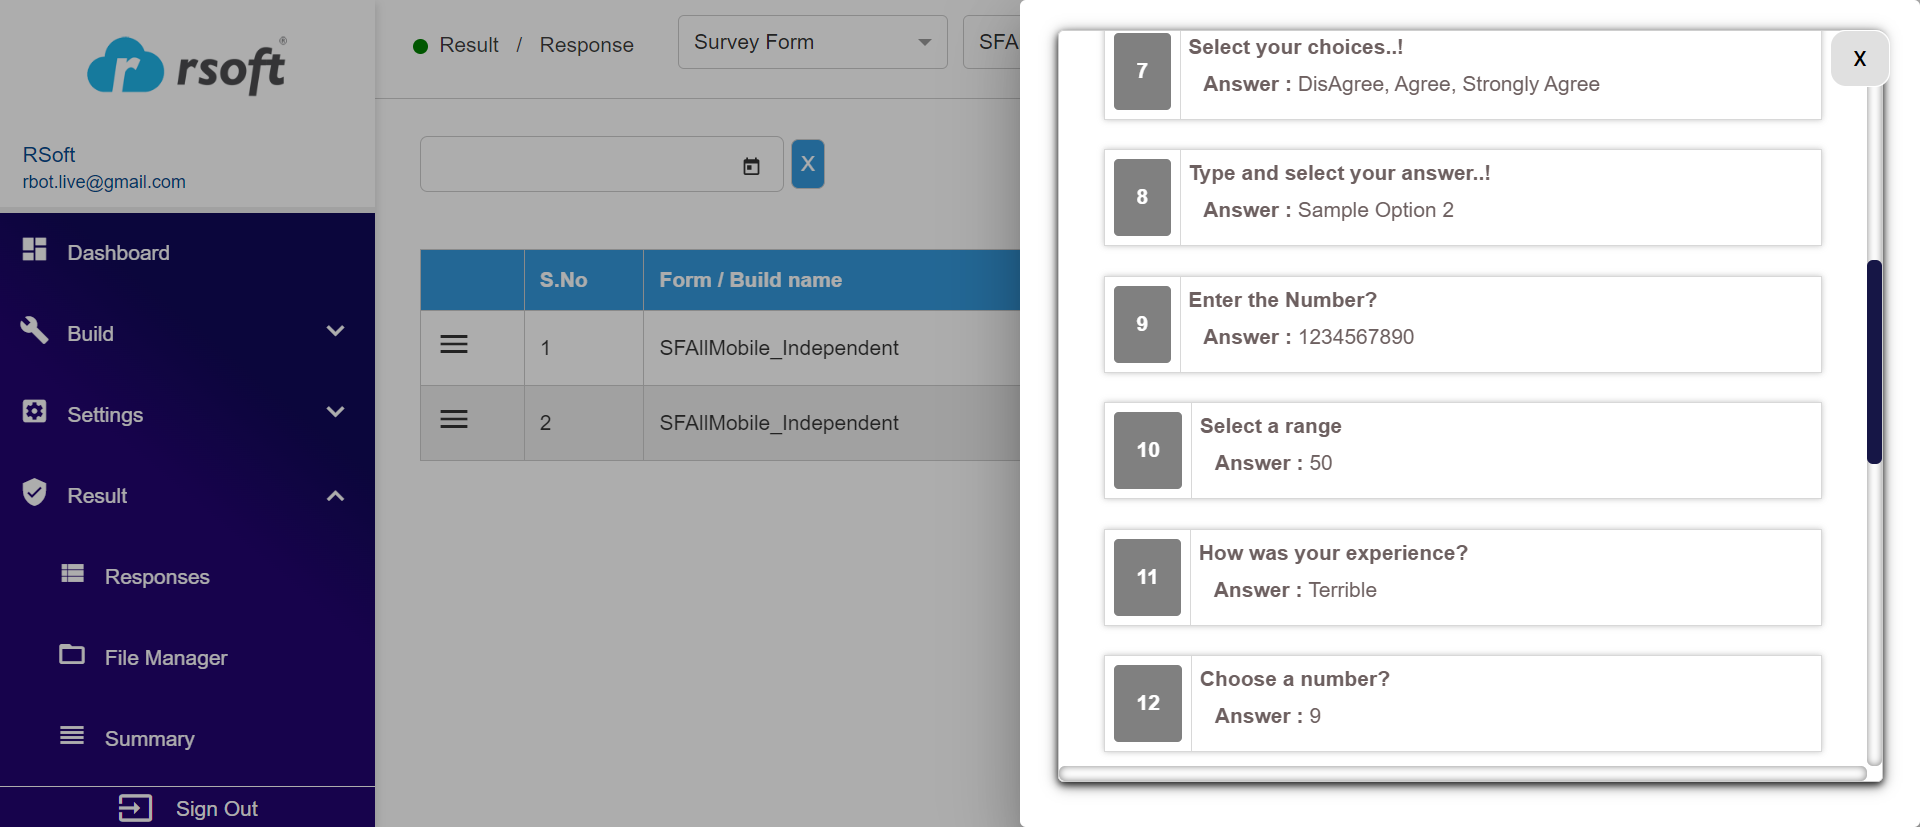 rsoft®
RSoft
rbot.live@gmail.com
Dashboard
Build
Settings
Result
Responses
File Manager
Summary
Sign Out
Result / Response
Survey Form
SFA
X
S.No Form / Build name
1 SFAllMobile_Independent
2 SFAllMobile_Independent
X
7 Select your choices..!
Answer : DisAgree, Agree, Strongly Agree
8 Type and select your answer..!
Answer : Sample Option 2
9 Enter the Number?
Answer : 1234567890
10 Select a range
Answer : 50
11 How was your experience?
Answer : Terrible
12 Choose a number?
Answer : 9